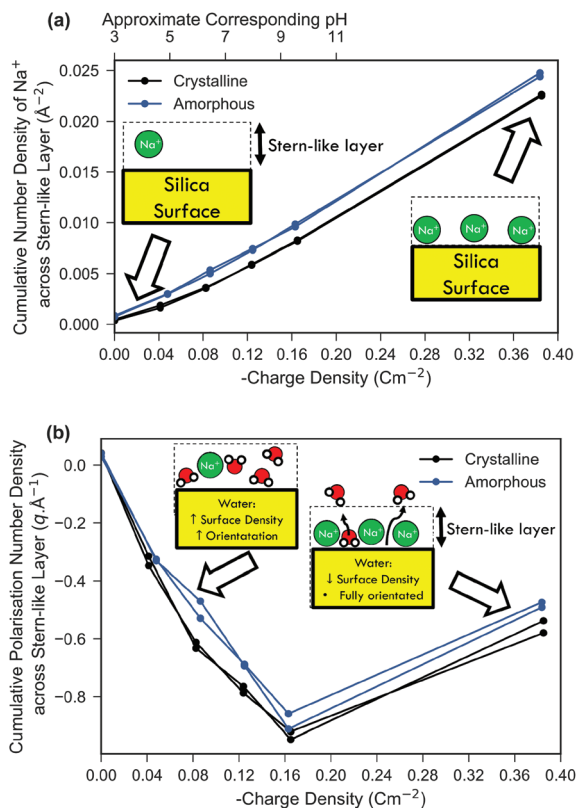 (a)
Approximate Corresponding pH
3 4 5 6 7 8 9 10 11
Cumulative Number Density of Na⁺
across Stern-like Layer (Å⁻²)
0.025
0.020
0.015
0.010
0.005
0.000
Crystalline
Amorphous
Na⁺
Stern-like layer
Silica
Surface
Na⁺ Na⁺ Na⁺
Silica
Surface
0.00 0.04 0.08 0.12 0.16 0.20 0.24 0.28 0.32 0.36 0.40
-Charge Density (Cm⁻²)
(b)
Cumulative Polarisation Number Density
across Stern-like Layer (q.Å⁻¹)
0.0
−0.2
−0.4
−0.6
−0.8
Na⁺
Water:
↑ Surface Density
↑ Orientatation
Crystalline
Amorphous
Na⁺ Na⁺ Na⁺
Stern-like layer
Water:
↓ Surface Density
• Fully orientated
0.00 0.04 0.08 0.12 0.16 0.20 0.24 0.28 0.32 0.36 0.40
-Charge Density (Cm⁻²)